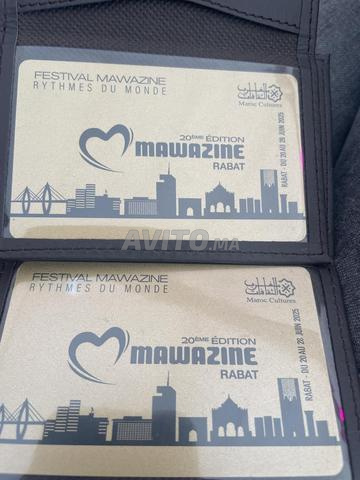 FESTIVAL MAWAZINE
RYTHMES DU MONDE
Maroc Cultures
20ÈME ÉDITION
MAWAZINE
RABAT
RABAT - DU 20 AU 28 JUIN 2025
AVITO.MA
FESTIVAL MAWAZINE
RYTHMES DU MONDE
Maroc Cultures
20ÈME ÉDITION
MAWAZINE
RABAT
RABAT - DU 20 AU 28 JUIN 2025